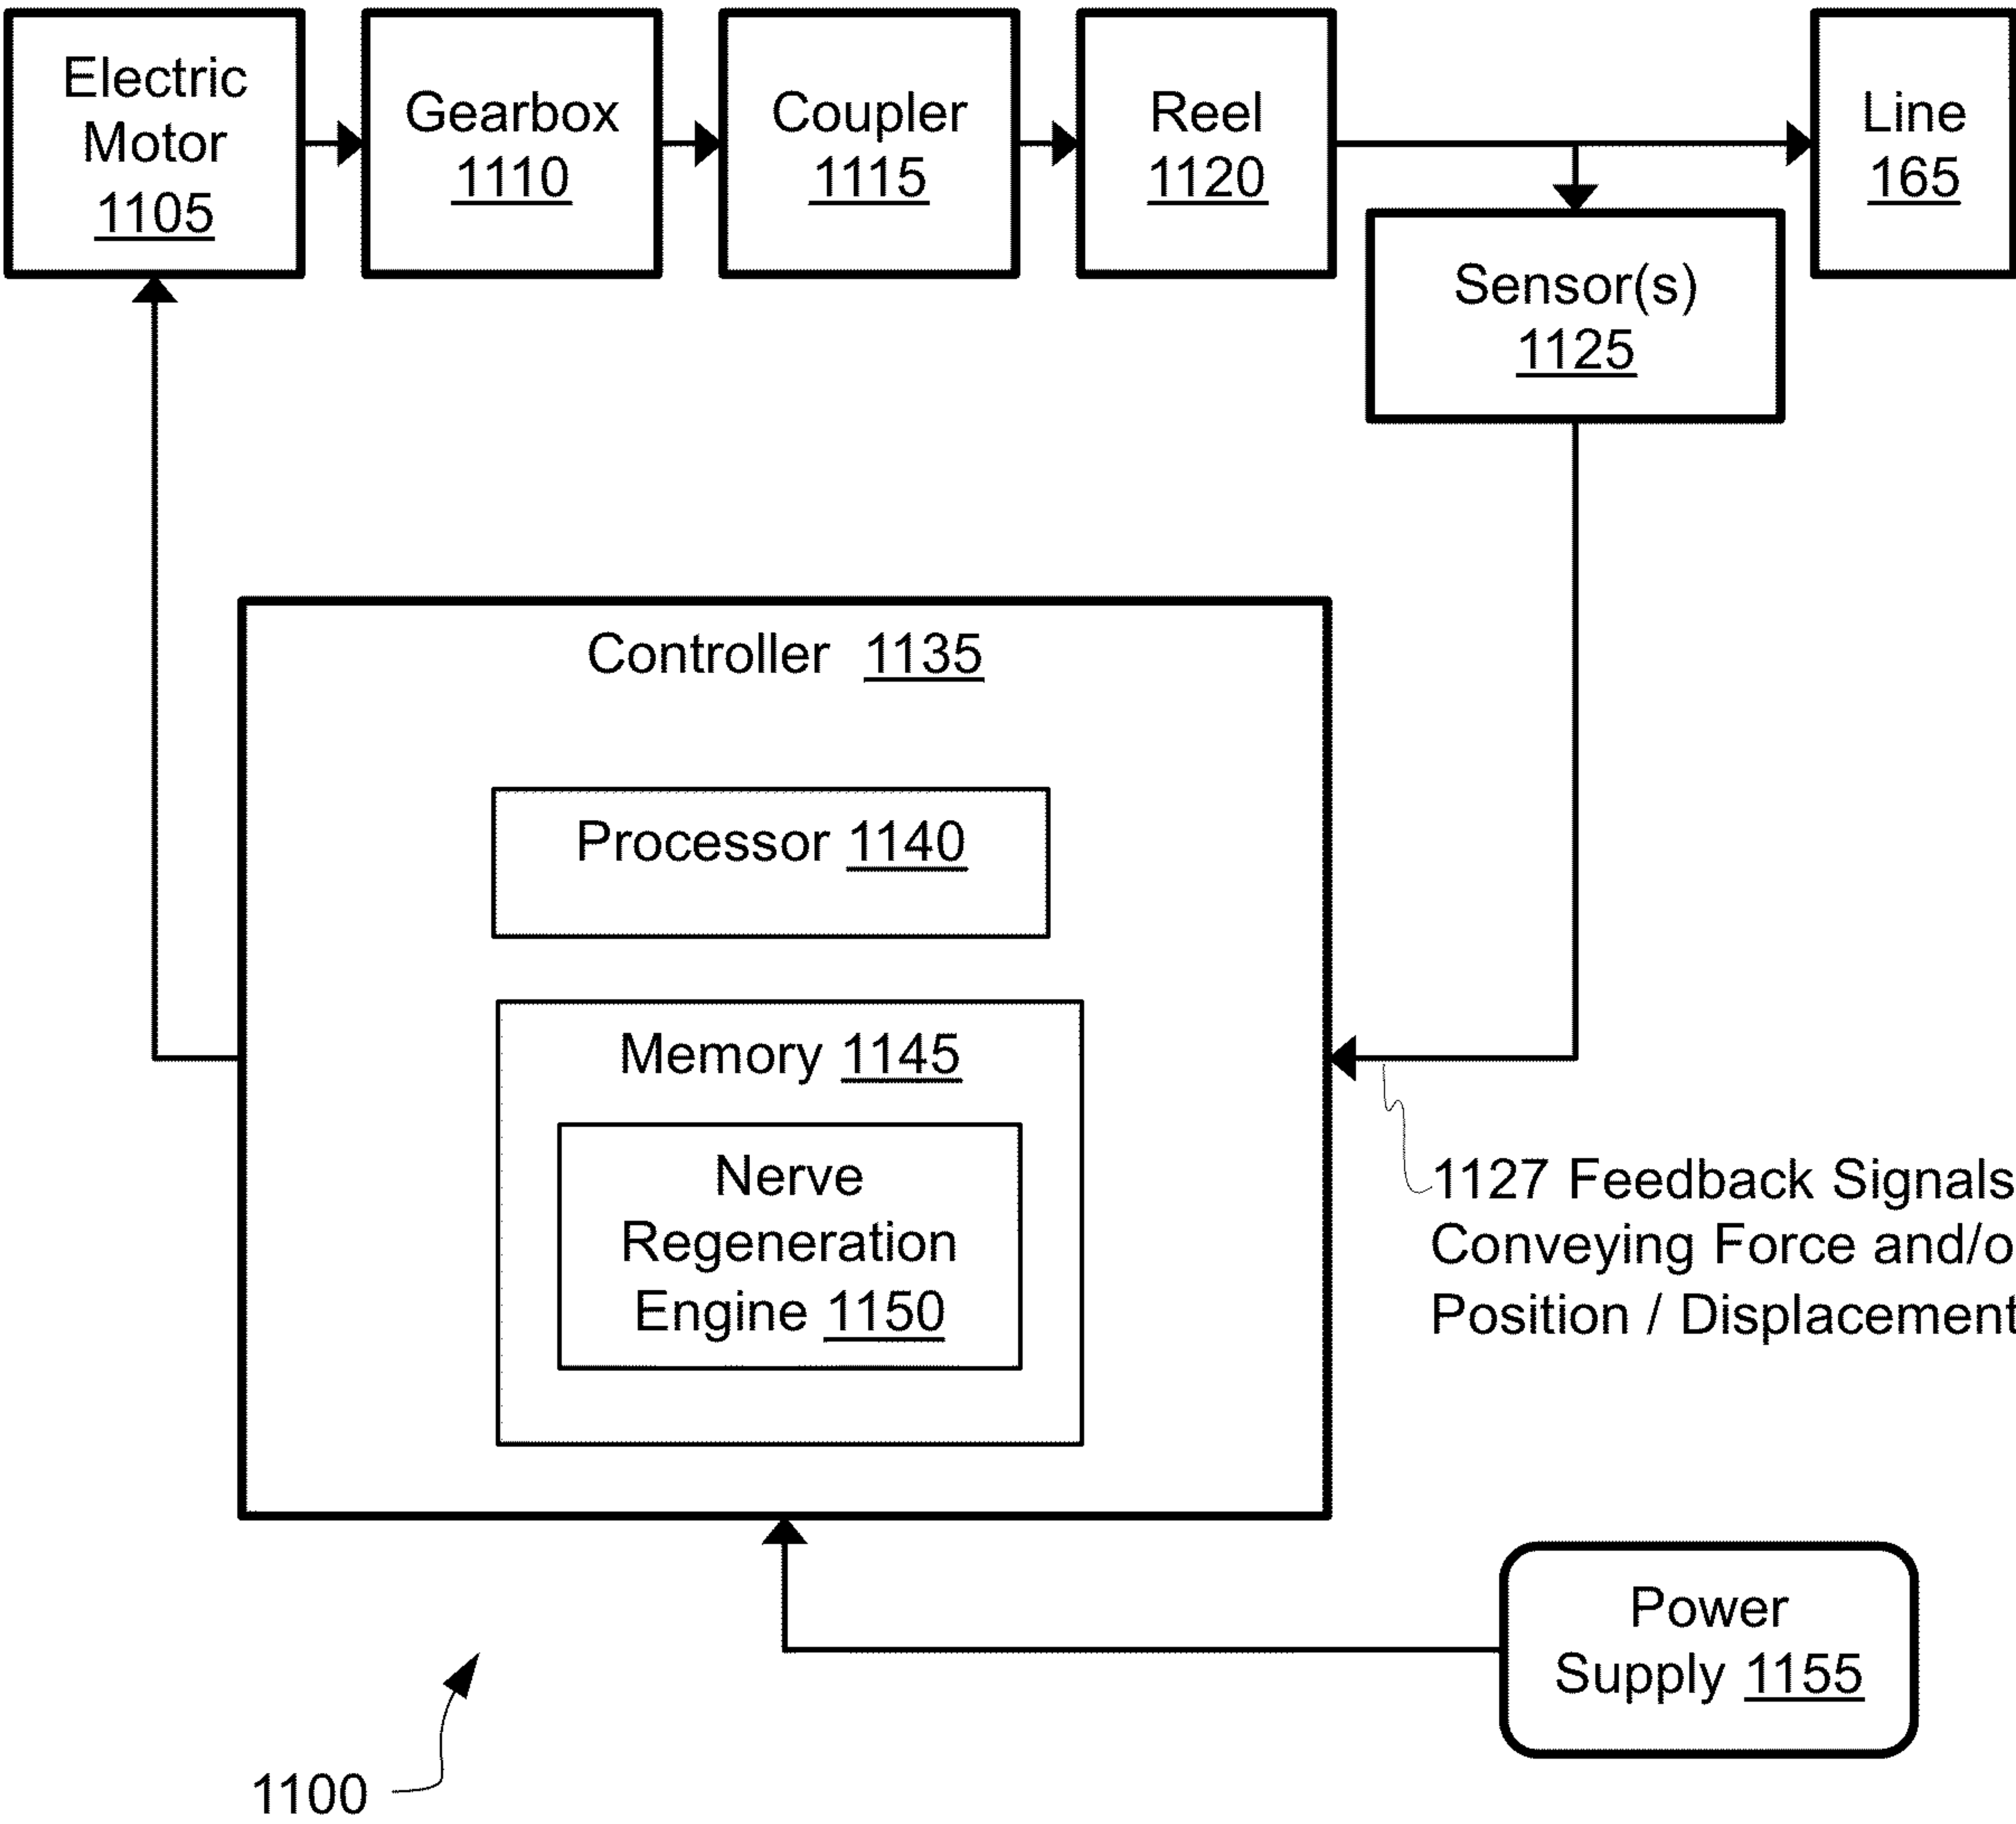 Electric
Motor
1105
Gearbox
1110
Coupler
1115
Reel
1120
Line
165
Sensor(s)
1125
Controller 1135
Processor 1140
Memory 1145
Nerve
Regeneration
Engine 1150
1127 Feedback Signals
Conveying Force and/o
Position / Displacement
Power
Supply 1155
1100